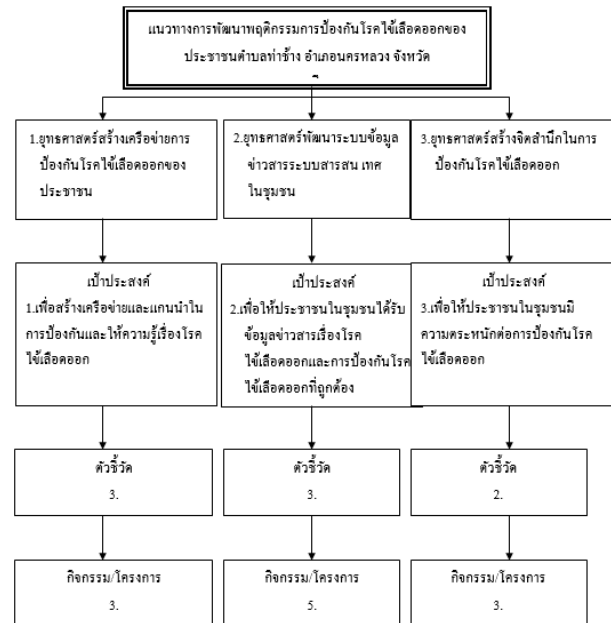 แนวทางการพัฒนาพฤติกรรมการป้องกันโรคไข้เลือดออกของ
ประชาชนตำบลท่าช้าง อำเภอนครหลวง จังหวัด
1.ยุทธศาสตร์สร้างเครือข่ายการ
ป้องกันโรคไข้เลือดออกของ
ประชาชน
2.ยุทธศาสตร์พัฒนาระบบข้อมูล
ข่าวสารระบบสารสน เทศ
ในชุมชน
3.ยุทธศาสตร์สร้างจิตสำนึกในการ
ป้องกันโรคไข้เลือดออก
เป้าประสงค์
1.เพื่อสร้างเครือข่ายและแกนนำใน
การป้องกันและให้ความรู้เรื่องโรค
ไข้เลือดออก
เป้าประสงค์
2.เพื่อให้ประชาชนในชุมชนได้รับ
ข้อมูลข่าวสารเรื่องโรค
ไข้เลือดออกและการป้องกันโรค
ไข้เลือดออกที่ถูกต้อง
เป้าประสงค์
3.เพื่อให้ประชาชนในชุมชนมี
ความตระหนักต่อการป้องกันโรค
ไข้เลือดออก
ตัวชี้วัด
3.
ตัวชี้วัด
3.
ตัวชี้วัด
2.
กิจกรรม/โครงการ
3.
กิจกรรม/โครงการ
5.
กิจกรรม/โครงการ
3.